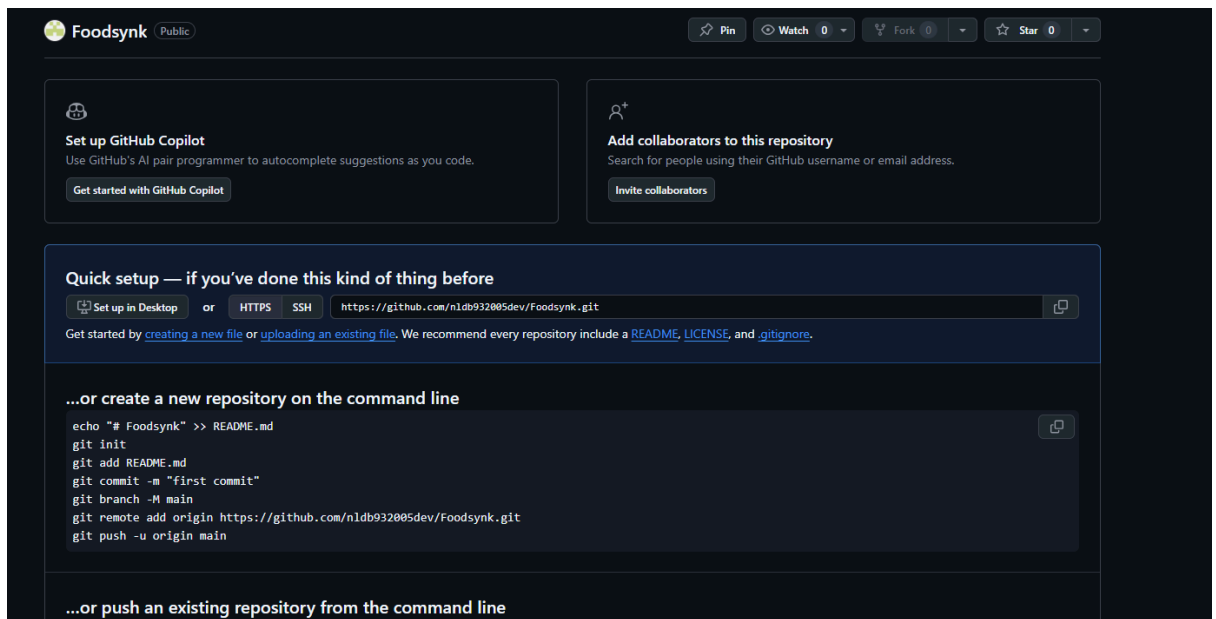 Foodsynk Public
Pin
Watch 0
Fork 0
Star 0
Set up GitHub Copilot
Use GitHub's AI pair programmer to autocomplete suggestions as you code.
Get started with GitHub Copilot
Add collaborators to this repository
Search for people using their GitHub username or email address.
Invite collaborators
Quick setup — if you've done this kind of thing before
Set up in Desktop or HTTPS SSH https://github.com/nldb932005dev/Foodsynk.git
Get started by creating a new file or uploading an existing file. We recommend every repository include a README, LICENSE, and .gitignore.
...or create a new repository on the command line
echo "# Foodsynk" >> README.md
git init
git add README.md
git commit -m "first commit"
git branch -M main
git remote add origin https://github.com/nldb932005dev/Foodsynk.git
git push -u origin main
...or push an existing repository from the command line